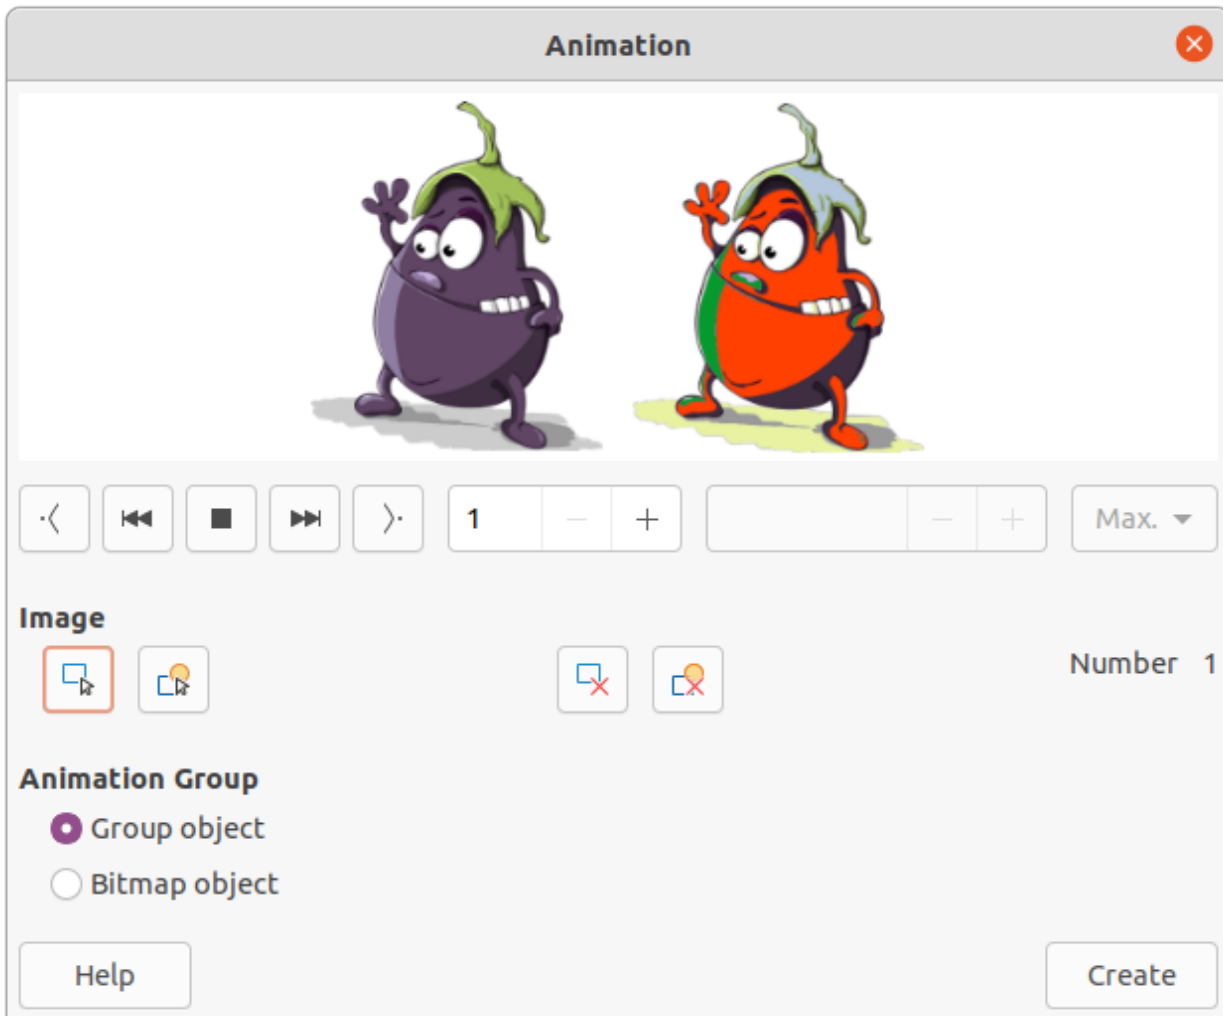 Animation
1
Max.
Image
Number 1
Animation Group
Group object
Bitmap object
Help
Create